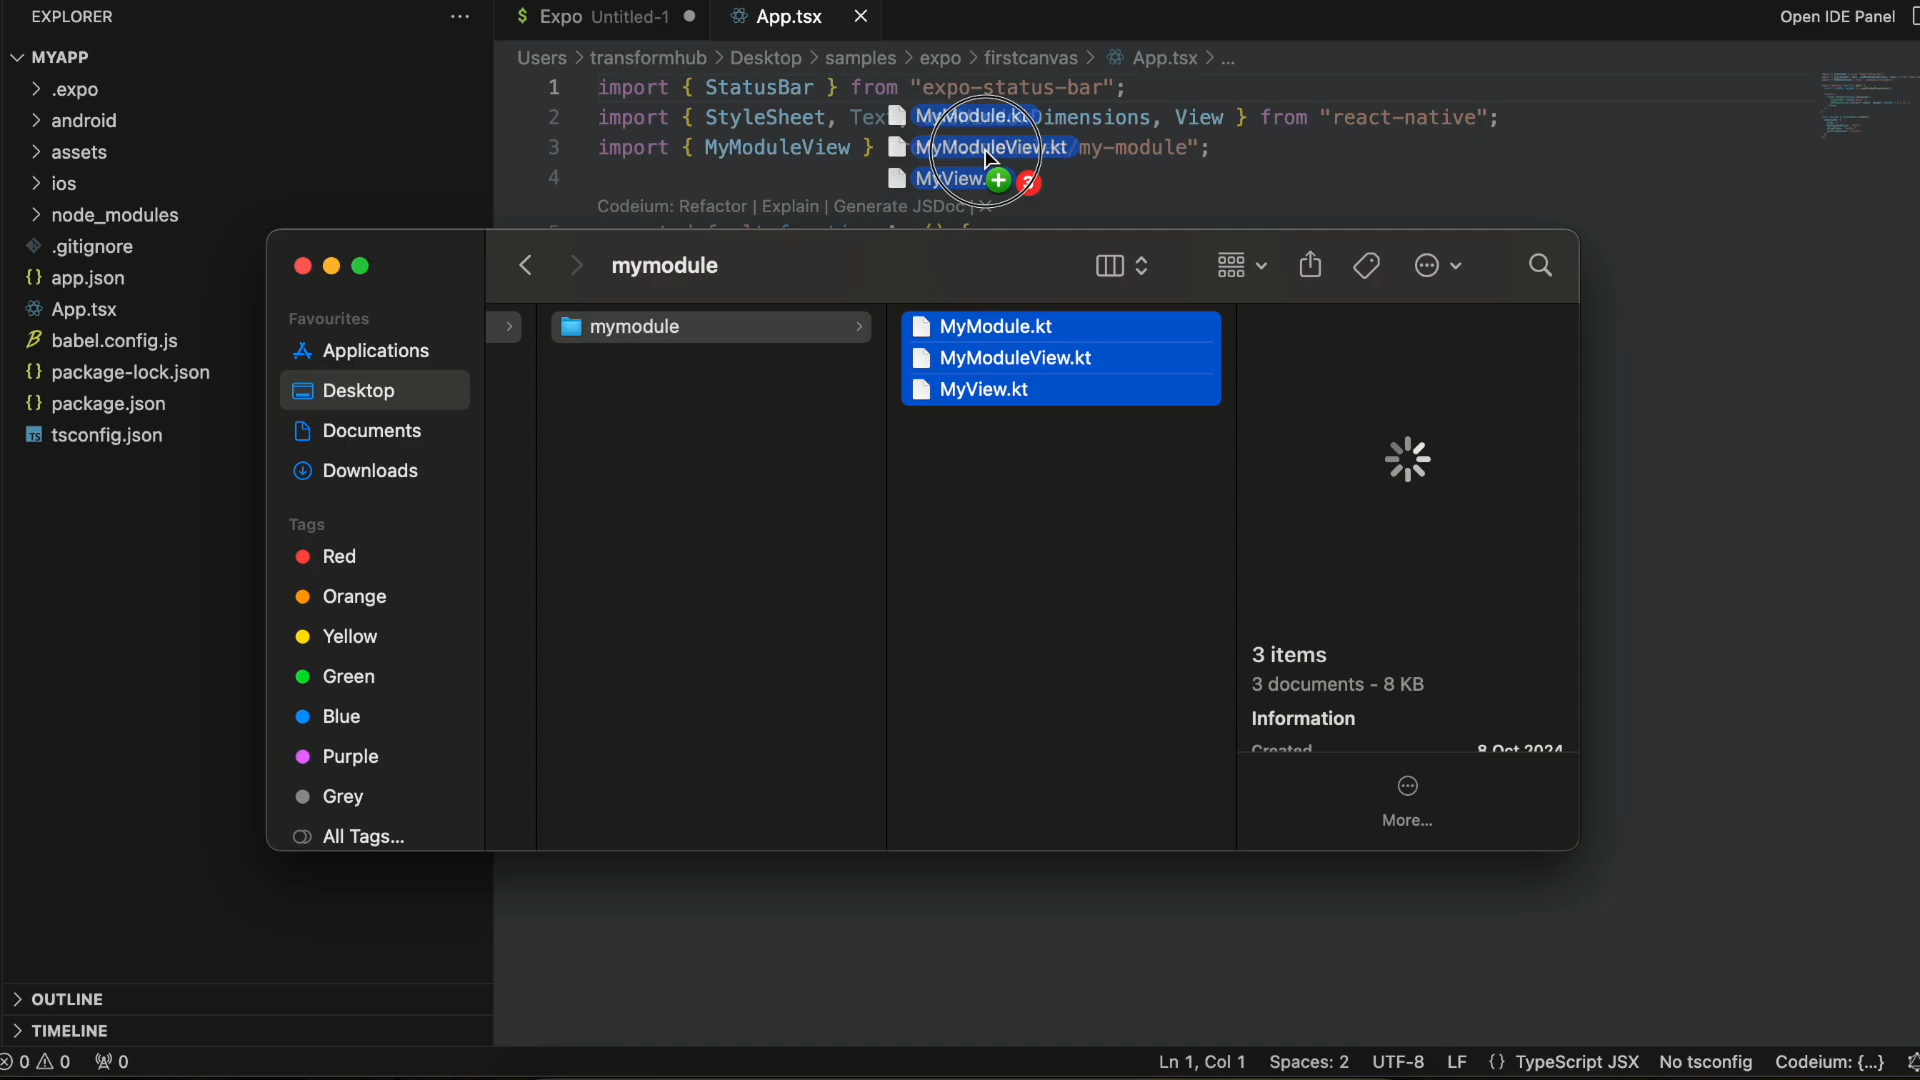 EXPLORER
Expo Untitled-1
App.tsx
Open IDE Panel
MYAPP
.expo
android
assets
ios
node_modules
.gitignore
app.json
App.tsx
babel.config.js
package-lock.json
package.json
tsconfig.json
OUTLINE
TIMELINE
Users > transformhub > Desktop > samples > expo > firstcanvas > App.tsx > ...
1 import { StatusBar } from "expo-status-bar";
2 import { StyleSheet, Tex Dimensions, View } from "react-native";
3 import { MyModuleView } /my-module";
4
Codeium: Refactor | Explain | Generate JSDoc | X
MyModule.kt
MyModuleView.kt
MyView.
3
mymodule
Favourites
Applications
Desktop
Documents
Downloads
Tags
Red
Orange
Yellow
Green
Blue
Purple
Grey
All Tags...
mymodule
MyModule.kt
MyModuleView.kt
MyView.kt
3 items
3 documents - 8 KB
Information
Created 8 Oct 2024
More...
0 0 0
Ln 1, Col 1 Spaces: 2 UTF-8 LF {} TypeScript JSX No tsconfig Codeium: {...}